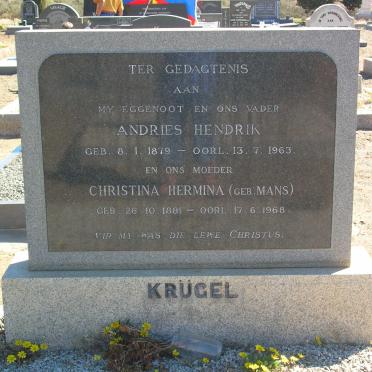 TER GEDAGTENIS
AAN
MY EGGENOOT EN ONS VADER
ANDRIES HENDRIK
GEB. 8. 1. 1879 — OORL. 13. 7. 1963.
EN ONS MOEDER
CHRISTINA HERMINA (GEB. MANS)
GEB. 26. 10. 1881 — OORL. 17. 6. 1968.
VIR MY WAS DIE LEWE CHRISTUS.
KRÜGEL